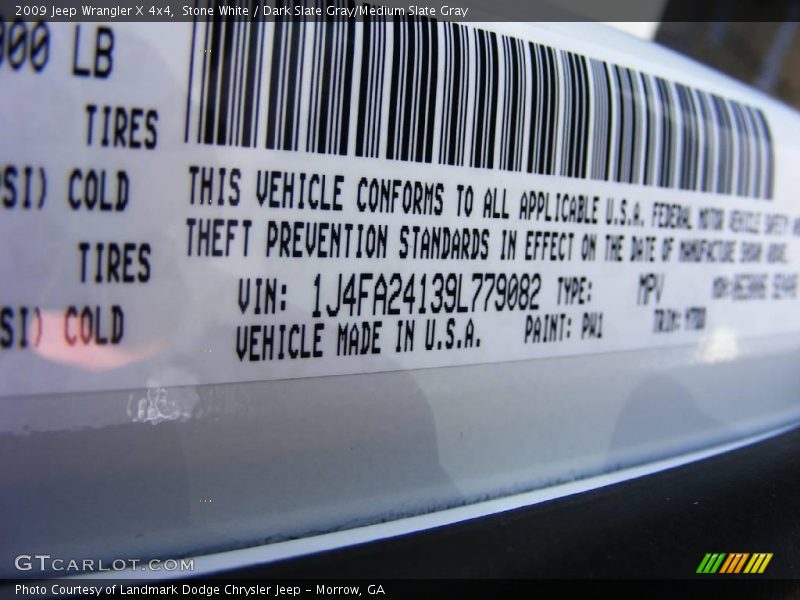 2009 Jeep Wrangler X 4x4, Stone White / Dark Slate Gray/Medium Slate Gray
000 LB
TIRES
PSI) COLD
THIS VEHICLE CONFORMS TO ALL APPLICABLE U.S.A. FEDERAL MOTOR VEHICLE SAFETY
TIRES
THEFT PREVENTION STANDARDS IN EFFECT ON THE DATE OF MANUFACTURE SHOWN ABOVE.
SI) COLD
VIN: 1J4FA24139L779082 TYPE: MPV
VEHICLE MADE IN U.S.A. PAINT: PW1 TRIM:
GTCARLOT.COM
Photo Courtesy of Landmark Dodge Chrysler Jeep – Morrow, GA